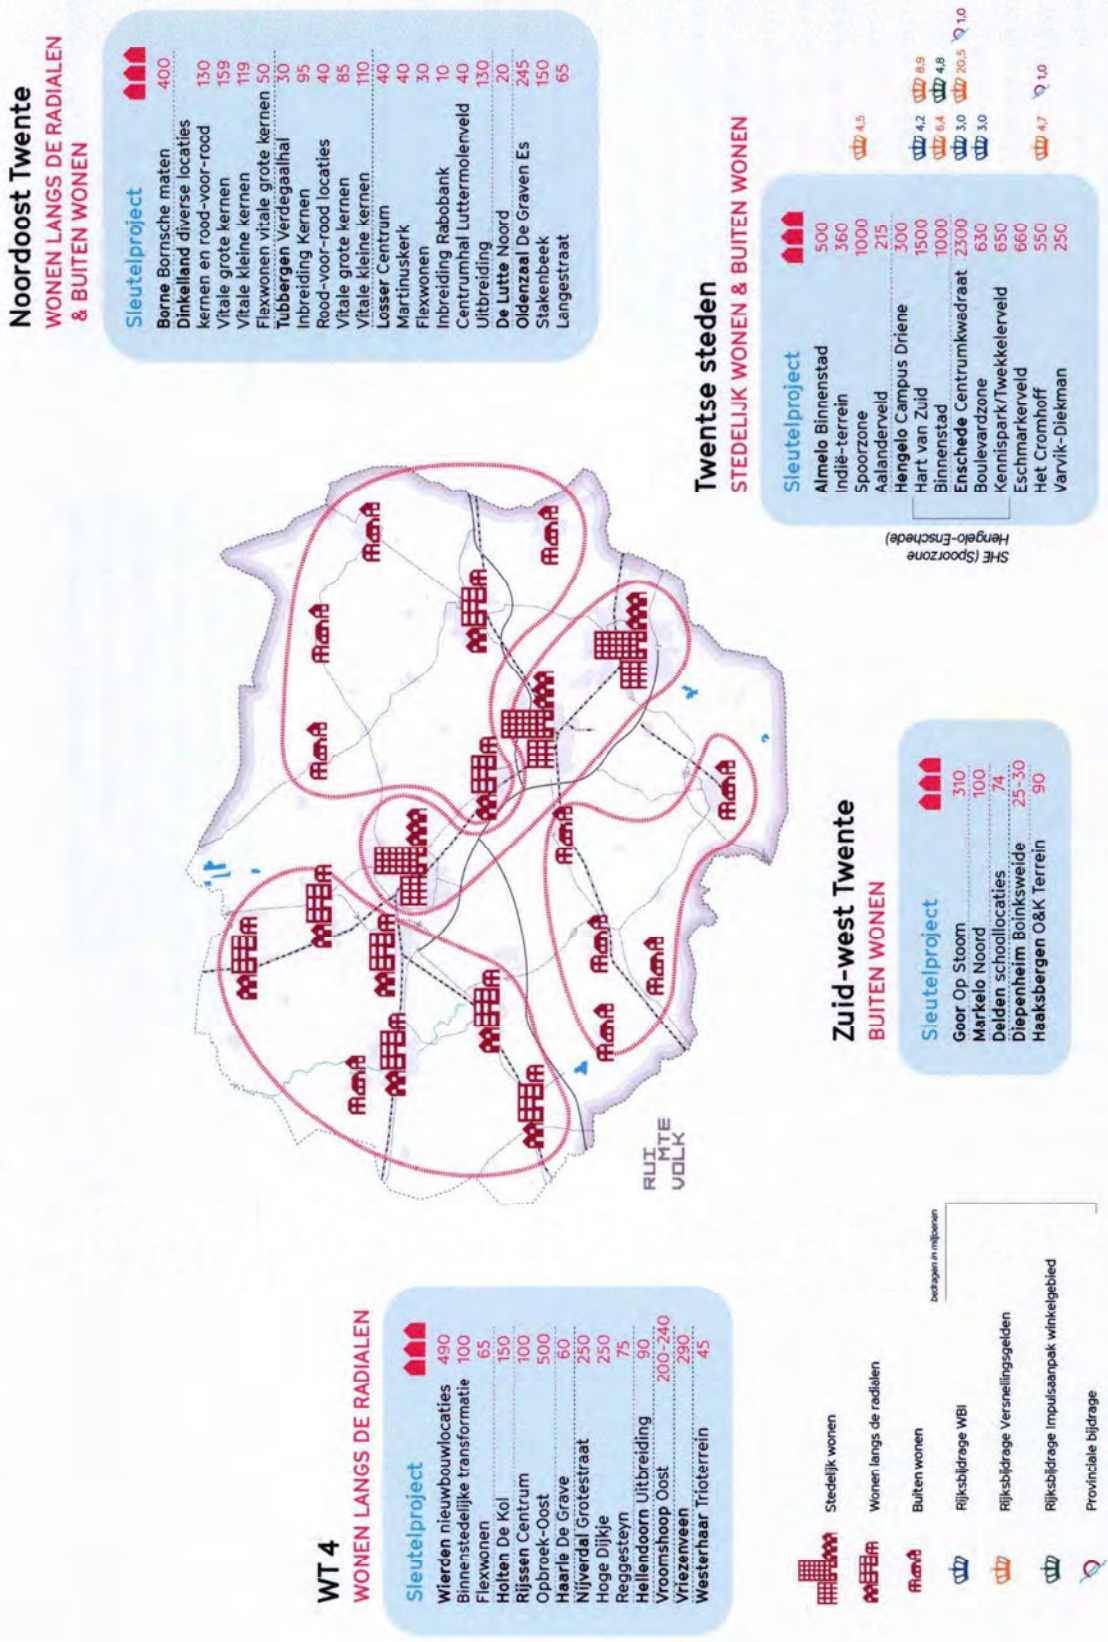 WT 4
WONEN LANGS DE RADIALEN
Sleutelproject
Wierden nieuwbouwlocaties 490
Binnenstedelijke transformatie 100
Flexwonen 65
Holten De Kol 150
Rijssen Centrum 100
Opbroek-Oost 500
Haarle De Grave 60
Nijverdal Grotestraat 250
Hoge Dijkje 250
Reggesteyn 75
Hellendoorn Uitbreiding 90
Vroomshoop Oost 200-240
Vriezenveen 290
Westerhaar Trioterrein 45
Noordoost Twente
WONEN LANGS DE RADIALEN
& BUITEN WONEN
Sleutelproject
Borne Bornsche maten 400
Dinkelland diverse locaties
kernen en rood-voor-rood 130
Vitale grote kernen 159
Vitale kleine kernen 119
Flexwonen vitale grote kernen 50
Tubbergen Verdegaalhal 30
Inbreiding Kernen 95
Rood-voor-rood locaties 40
Vitale grote kernen 85
Vitale kleine kernen 110
Losser Centrum 40
Martinuskerk 40
Flexwonen 30
Inbreiding Rabobank 10
Centrumhal Luttermolenveld 40
Uitbreiding 130
De Lutte Noord 20
Oldenzaal De Graven Es 245
Stakenbeek 150
Langestraat 65
RUI
MTE
VOLK
Zuid-west Twente
BUITEN WONEN
Sleutelproject
Goor Op Stoom 310
Markelo Noord 100
Delden schoollocaties 74
Diepenheim Boinksweide 25-30
Haaksbergen O&K Terrein 90
Twentse steden
STEDELIJK WONEN & BUITEN WONEN
Sleutelproject
Almelo Binnenstad 500
Indië-terrein 360
Spoorzone 1000 4,5
Aalanderveld 215
Hengelo Campus Driene 300
Hart van Zuid 1500 4,2 8,9
Binnenstad 1000 6,4 4,8
Enschede Centrumkwadraat 2300 3,0 20,5 1,0
Boulevardzone 630 3,0
Kennispark/Twekkelerveld 650
Eschmarkerveld 660
Het Cromhoff 550 4,7 1,0
Varvik-Diekman 250
SHE (Spoorzone
Hengelo-Enschede)
Stedelijk wonen
Wonen langs de radialen
Buiten wonen
bedragen in miljoenen
Rijksbijdrage WBI
Rijksbijdrage Versnellingsgelden
Rijksbijdrage Impulsaanpak winkelgebied
Provinciale bijdrage